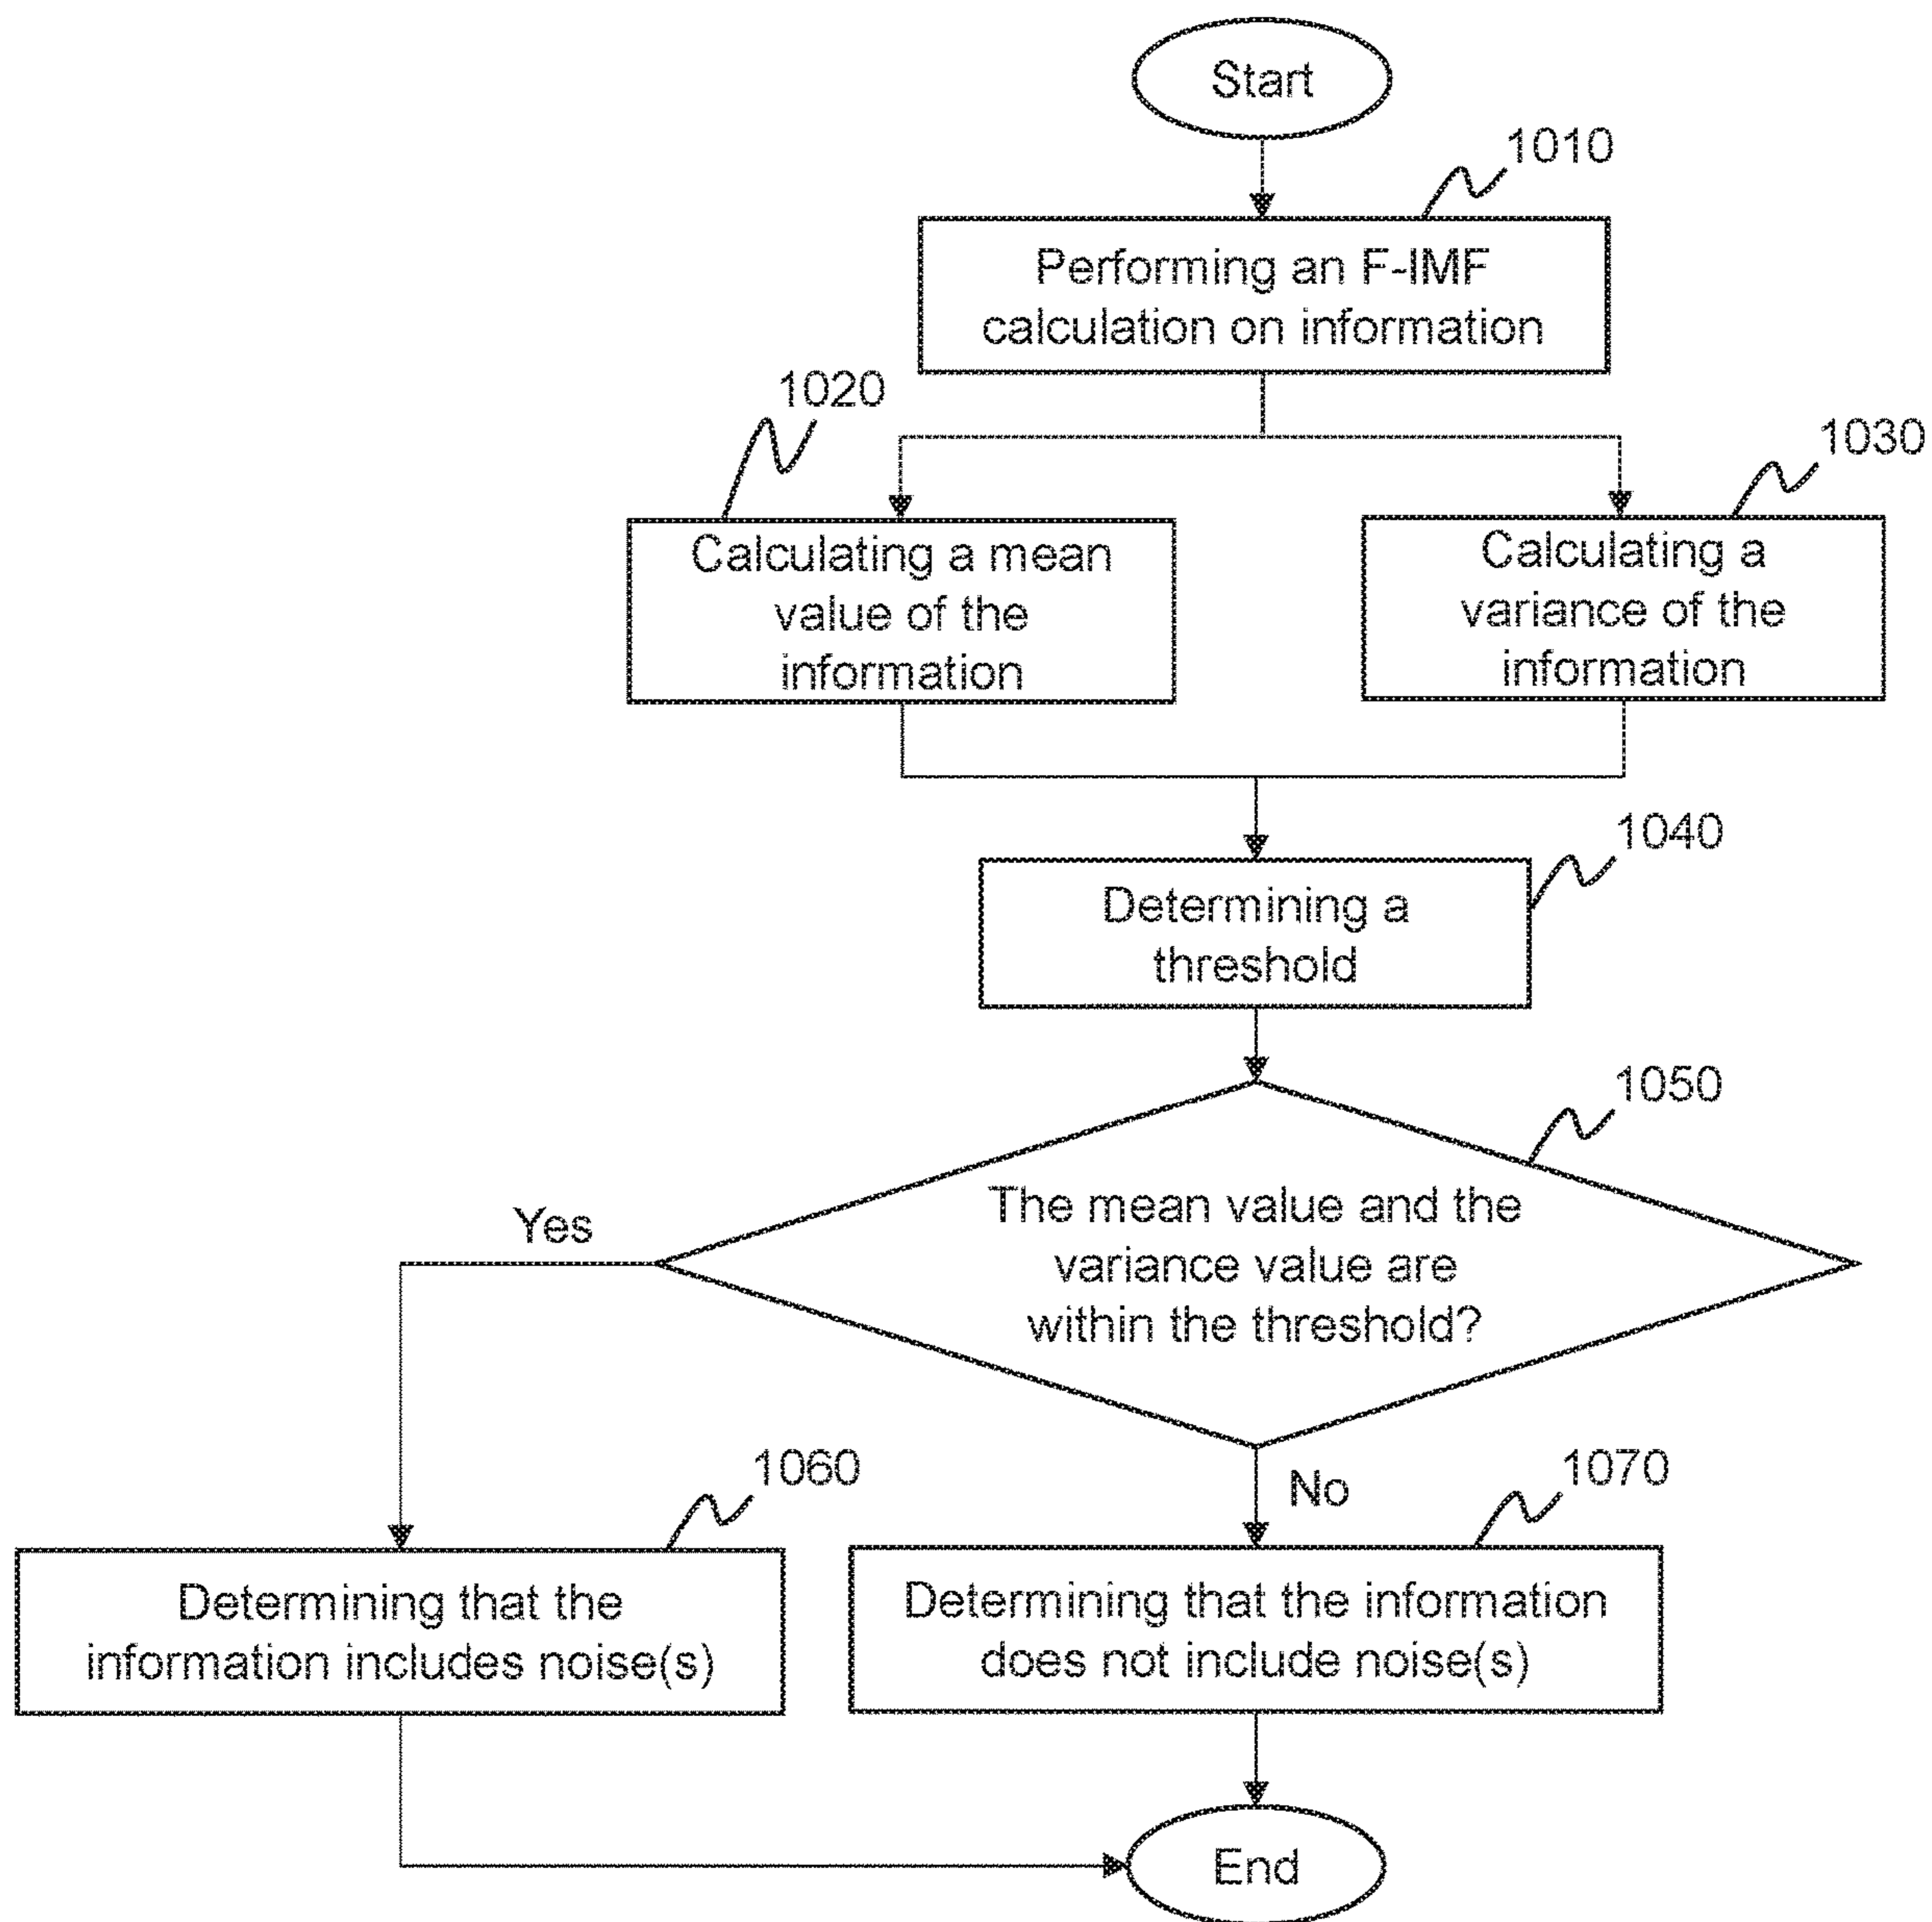 Start
1010
Performing an F-IMF
calculation on information
1020
1030
Calculating a mean
value of the
information
Calculating a
variance of the
information
1040
Determining a
threshold
1050
The mean value and the
variance value are
within the threshold?
Yes
No
1060
1070
Determining that the
information includes noise(s)
Determining that the information
does not include noise(s)
End